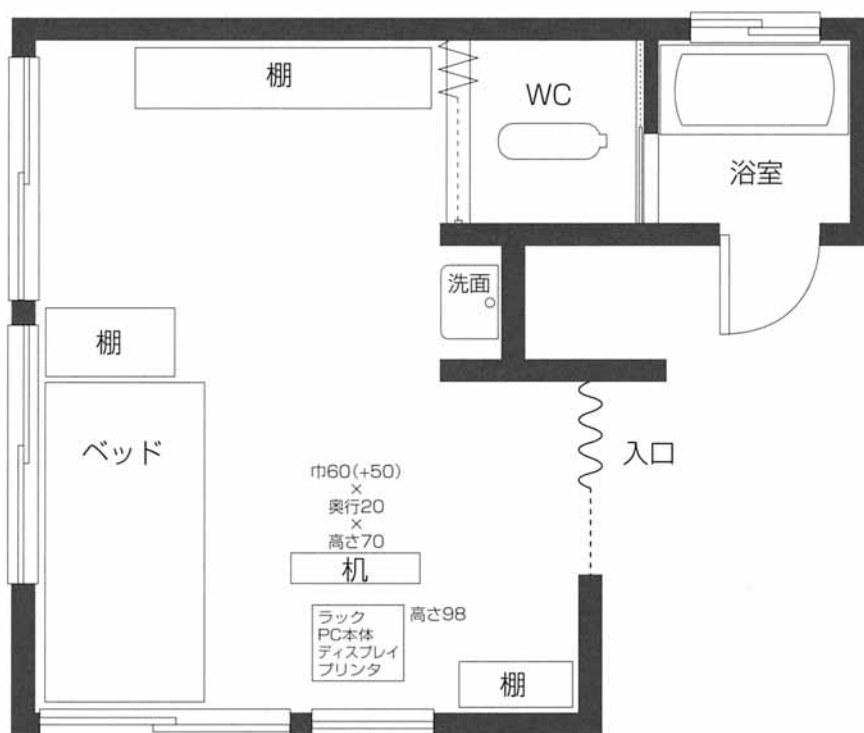 棚
WC
浴室
洗面
棚
ベッド
入口
巾60(+50)
×
奥行20
×
高さ70
机
ラック
PC本体
ディスプレイ
プリンタ
高さ98
棚